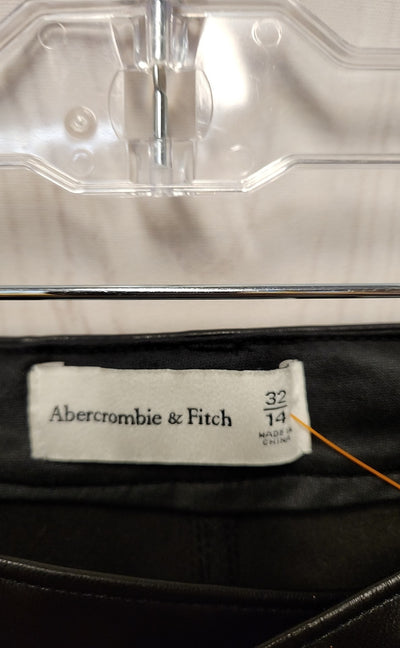 Abercrombie & Fitch
32
14
MADE IN
CHINA